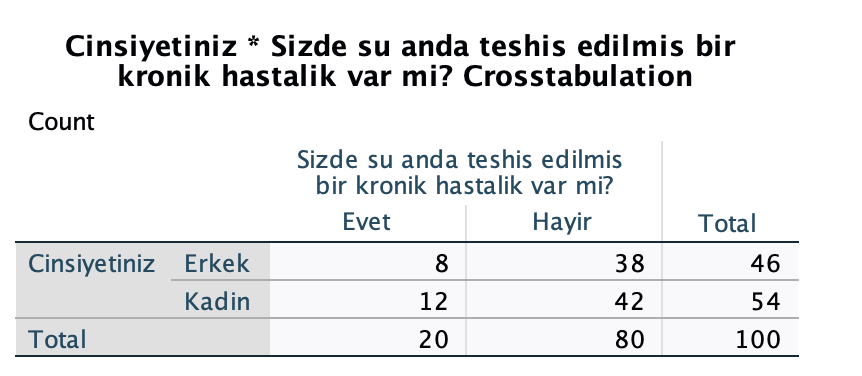 Cinsiyetiniz * Sizde su anda teshis edilmis bir
kronik hastalik var mi? Crosstabulation
Count
Sizde su anda teshis edilmis
bir kronik hastalik var mi?
Evet Hayir Total
Cinsiyetiniz Erkek 8 38 46
Kadin 12 42 54
Total 20 80 100